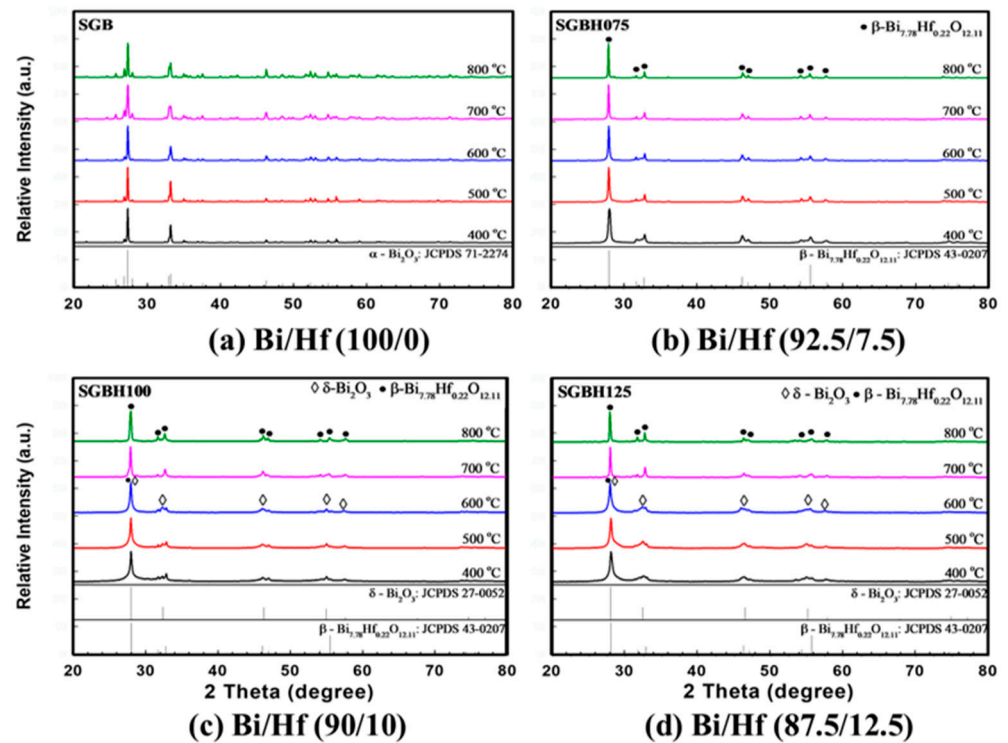 SGB
800 °C
700 °C
600 °C
500 °C
400 °C
α - Bi₂O₃: JCPDS 71-2274
Relative Intensity (a.u.)
20 30 40 50 60 70 80
(a) Bi/Hf (100/0)
SGBH075
● β-Bi₇.₇₈Hf₀.₂₂O₁₂.₁₁
800 °C
700 °C
600 °C
500 °C
400 °C
β - Bi₇.₇₈Hf₀.₂₂O₁₂.₁₁: JCPDS 43-0207
20 30 40 50 60 70 80
(b) Bi/Hf (92.5/7.5)
SGBH100
◊ δ-Bi₂O₃ ● β-Bi₇.₇₈Hf₀.₂₂O₁₂.₁₁
800 °C
700 °C
600 °C
500 °C
400 °C
δ - Bi₂O₃: JCPDS 27-0052
β - Bi₇.₇₈Hf₀.₂₂O₁₂.₁₁: JCPDS 43-0207
Relative Intensity (a.u.)
20 30 40 50 60 70 80
2 Theta (degree)
(c) Bi/Hf (90/10)
SGBH125
◊ δ - Bi₂O₃ ● β - Bi₇.₇₈Hf₀.₂₂O₁₂.₁₁
800 °C
700 °C
600 °C
500 °C
400 °C
δ - Bi₂O₃: JCPDS 27-0052
β - Bi₇.₇₈Hf₀.₂₂O₁₂.₁₁: JCPDS 43-0207
20 30 40 50 60 70 80
2 Theta (degree)
(d) Bi/Hf (87.5/12.5)